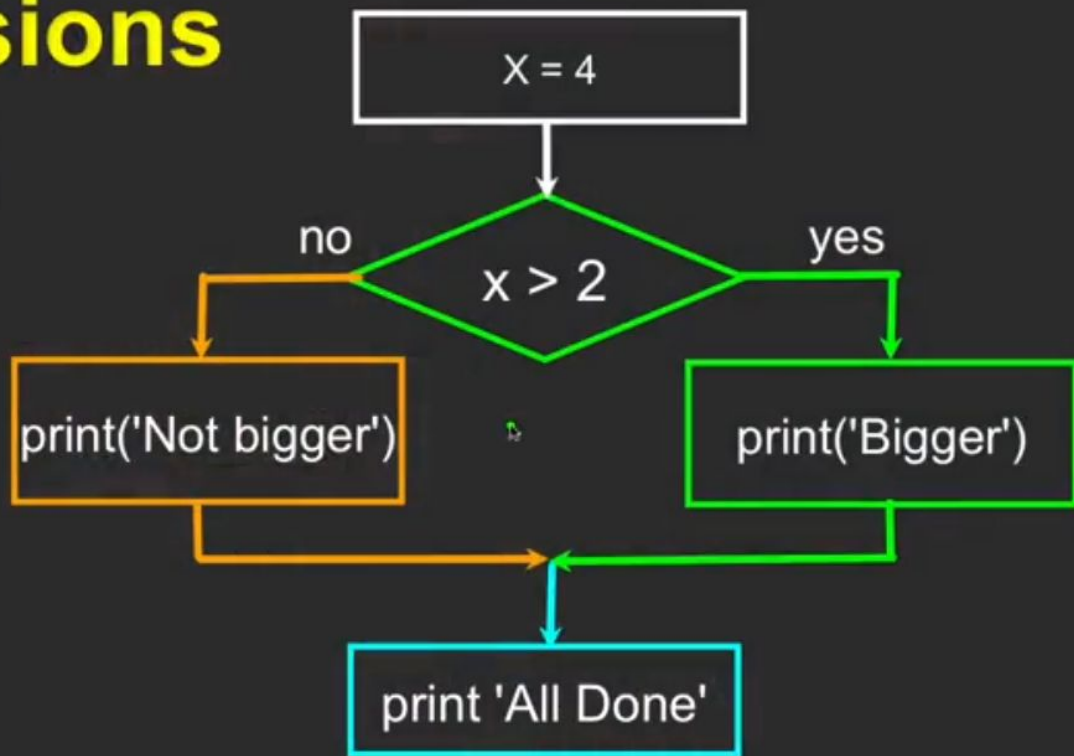 sions
X = 4
no
yes
x > 2
print('Not bigger')
print('Bigger')
print 'All Done'